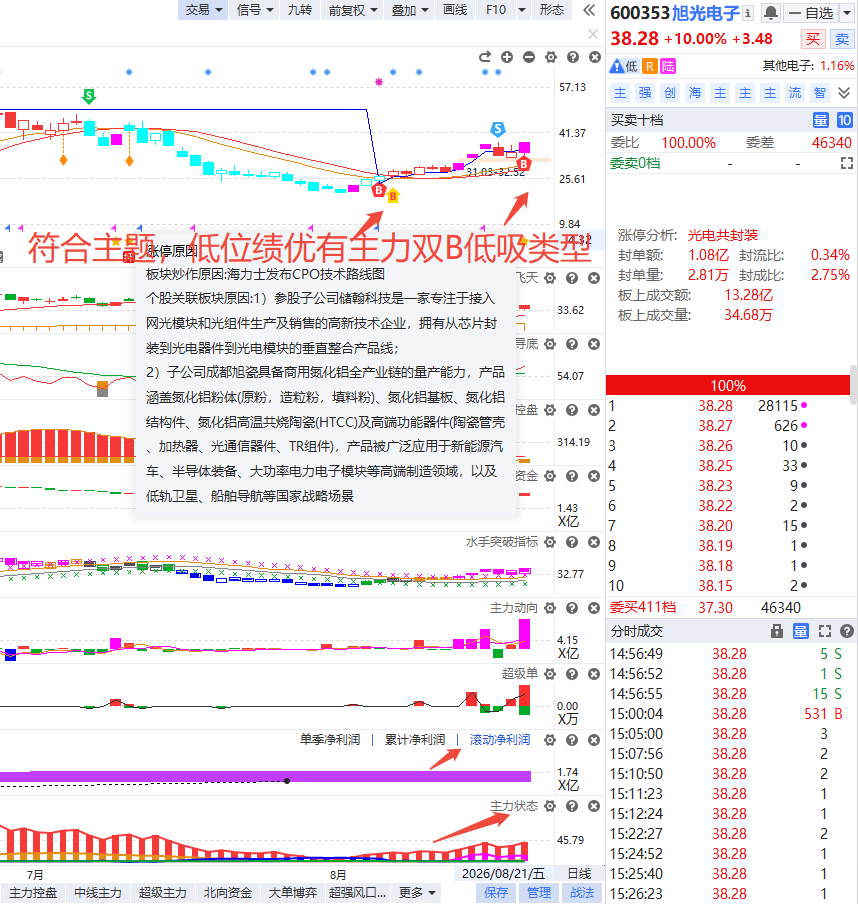 交易 信号 九转 前复权 叠加 画线 F10 形态
600353 旭光电子 自选
38.28 +10.00% +3.48 买 卖
低 R 陆 其他电子: 1.16%
主 强 创 海 主 主 主 流 智
57.13
41.37
25.61
9.84
S
S
B
B
B
31.03-32.52
买卖十档 量 10
委比 100.00% 委差 46340
委卖0档 - -
符合主题，低位绩优有主力双B低吸类型
涨停原因
板块炒作原因:海力士发布CPO技术路线图
个股关联板块原因:1）参股子公司储翰科技是一家专注于接入
网光模块和光组件生产及销售的高新技术企业，拥有从芯片封
装到光电器件到光电模块的垂直整合产品线；
2）子公司成都旭瓷具备商用氮化铝全产业链的量产能力，产品
涵盖氮化铝粉体(原粉，造粒粉，填料粉)、氮化铝基板、氮化铝
结构件、氮化铝高温共烧陶瓷(HTCC)及高端功能器件(陶瓷管壳
、加热器、光通信器件、TR组件)，产品被广泛应用于新能源汽
车、半导体装备、大功率电力电子模块等高端制造领域，以及
低轨卫星、船舶导航等国家战略场景
飞天
33.62
寻底
54.07
控盘
314.19
资金
1.43
X亿
水手突破指标
32.77
主力动向
4.15
X亿
超级单
0.00
X万
单季净利润 | 累计净利润 | 滚动净利润
1.74
X亿
主力状态
45.79
7月 8月 2026/08/21/五 日线
主力控盘 中线主力 超级主力 北向资金 大单博弈 超强风口... 更多 保存 管理 战法
涨停分析: 光电共封装
封单额: 1.08亿 封流比: 0.34%
封单量: 2.81万 封成比: 2.75%
板上成交额: 13.28亿
板上成交量: 34.68万
100%
1 38.28 28115
2 38.27 626
3 38.26 10
4 38.25 33
5 38.23 9
6 38.22 2
7 38.20 15
8 38.19 1
9 38.18 1
10 38.15 2
委买411档 37.30 46340
分时成交 量
14:56:49 38.28 5 S
14:56:52 38.28 1 S
14:56:55 38.28 15 S
15:00:04 38.28 531 B
15:05:00 38.28 3
15:07:56 38.28 2
15:10:50 38.28 2
15:11:23 38.28 1
15:12:24 38.28 1
15:22:27 38.28 2
15:24:52 38.28 1
15:25:40 38.28 1
15:26:23 38.28 1